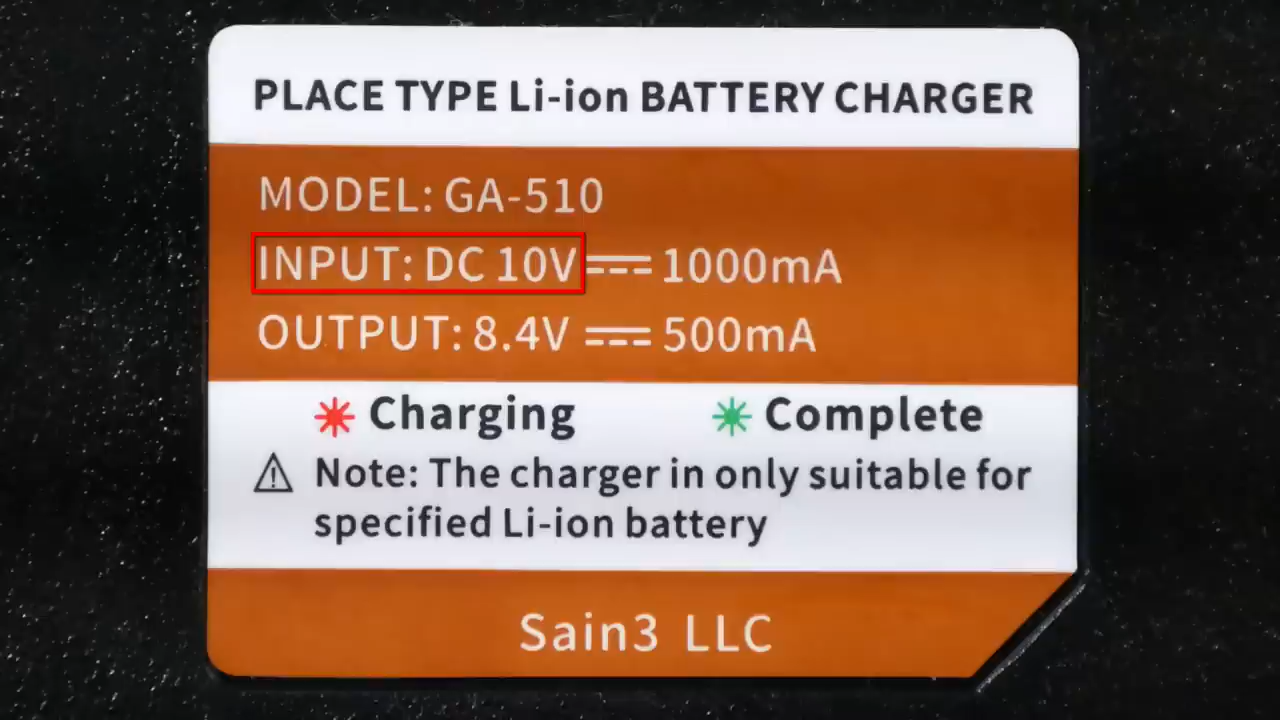 PLACE TYPE Li-ion BATTERY CHARGER
MODEL: GA-510
INPUT: DC 10V ⎓ 1000mA
OUTPUT: 8.4V ⎓ 500mA
Charging Complete
Note: The charger in only suitable for
specified Li-ion battery
Sain3 LLC